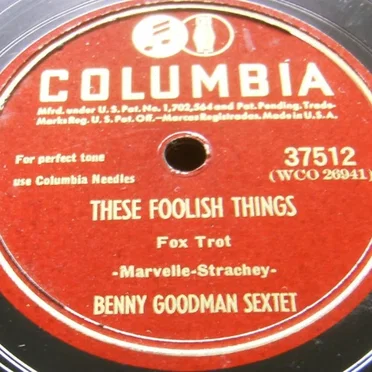 COLUMBIA
Mfrd. under U.S. Pat. No. 1,702,564 and Pat. Pending. Trade-
Marks Reg. U.S. Pat. Off.-Marcas Registradas. Made in U.S.A.
For perfect tone
use Columbia Needles
37512
(WCO 26941)
THESE FOOLISH THINGS
Fox Trot
-Marvelle-Strachey-
BENNY GOODMAN SEXTET